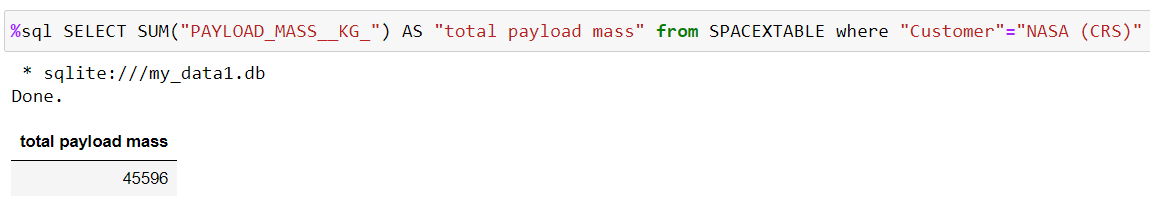 %sql SELECT SUM("PAYLOAD_MASS__KG_") AS "total payload mass" from SPACEXTABLE where "Customer"="NASA (CRS)"
* sqlite:///my_data1.db
Done.
total payload mass
45596